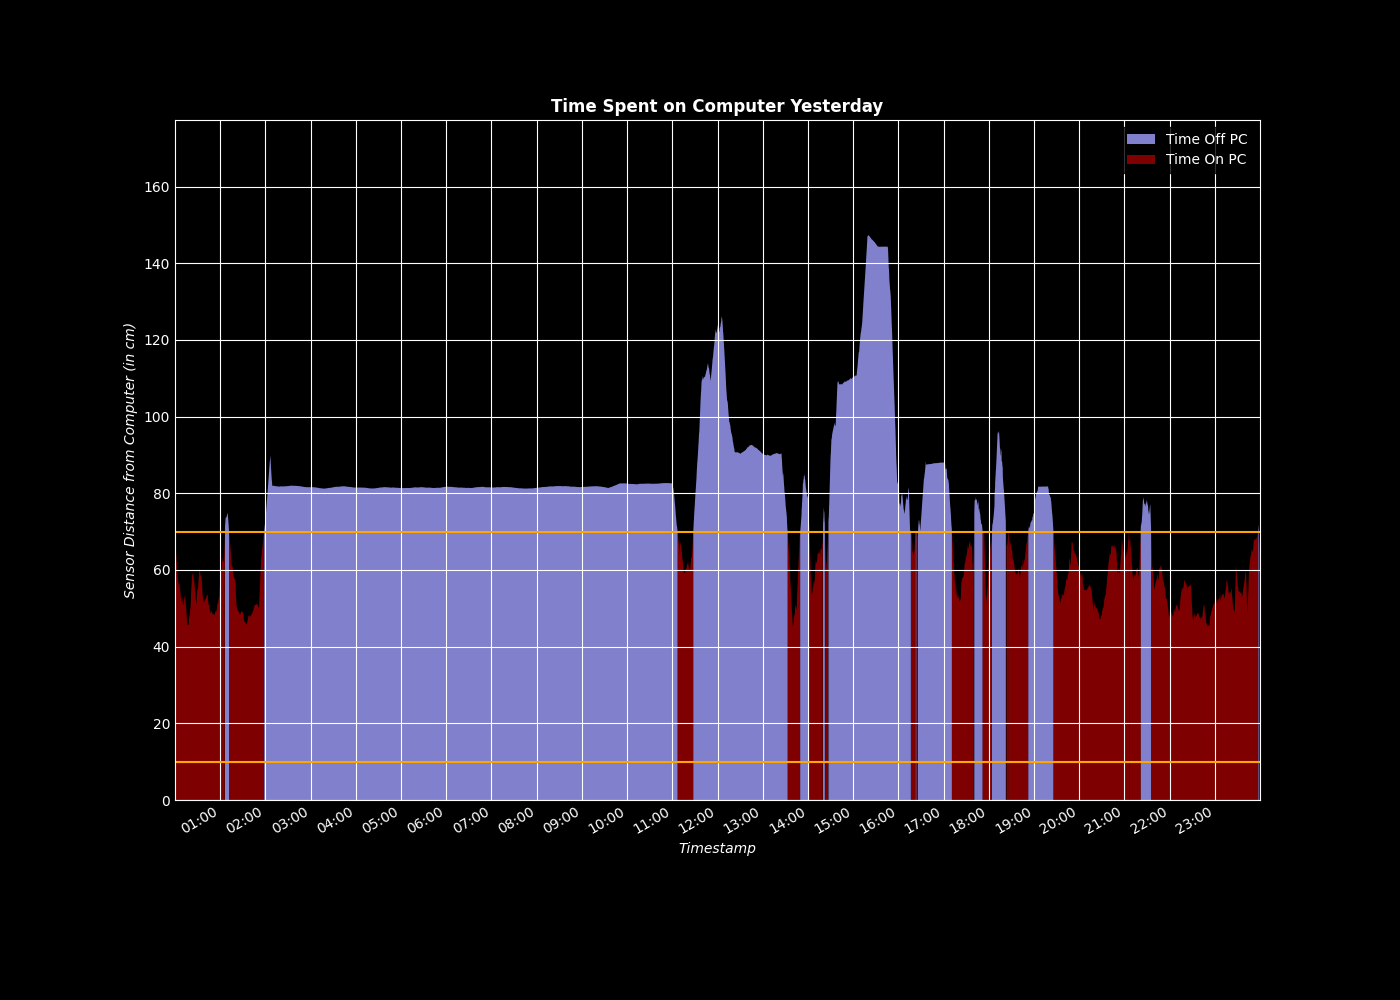 Time Spent on Computer Yesterday
Time Off PC
Time On PC
160
140
120
100
80
60
40
20
0
Sensor Distance from Computer (in cm)
01:00 02:00 03:00 04:00 05:00 06:00 07:00 08:00 09:00 10:00 11:00 12:00 13:00 14:00 15:00 16:00 17:00 18:00 19:00 20:00 21:00 22:00 23:00
Timestamp